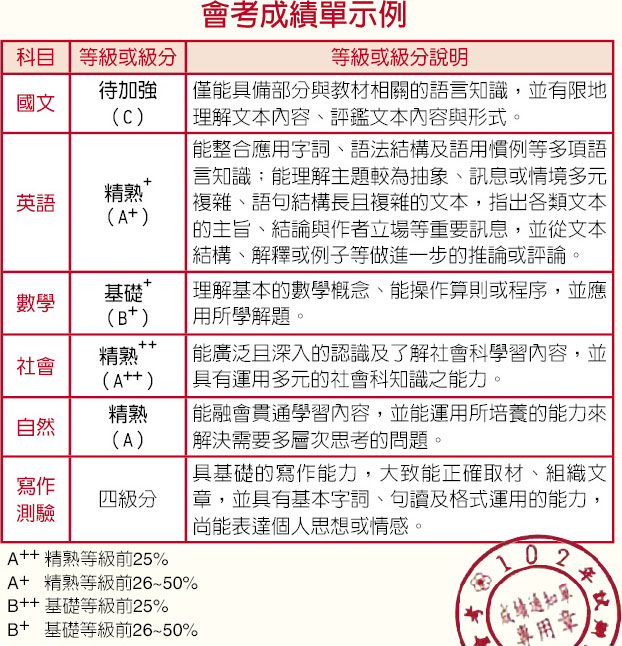 會考成績單示例
科目 等級或級分 等級或級分說明
國文
待加強
(C)
僅能具備部分與教材相關的語言知識，並有限地
理解文本內容、評鑑文本內容與形式。
英語
精熟+
(A+)
能整合應用字詞、語法結構及語用慣例等多項語
言知識；能理解主題較為抽象、訊息或情境多元
複雜、語句結構長且複雜的文本，指出各類文本
的主旨、結論與作者立場等重要訊息，並從文本
結構、解釋或例子等做進一步的推論或評論。
數學
基礎+
(B+)
理解基本的數學概念、能操作算則或程序，並應
用所學解題。
社會
精熟++
(A++)
能廣泛且深入的認識及了解社會科學習內容，並
具有運用多元的社會科知識之能力。
自然
精熟
(A)
能融會貫通學習內容，並能運用所培養的能力來
解決需要多層次思考的問題。
寫作
測驗
四級分
具基礎的寫作能力，大致能正確取材、組織文
章，並具有基本字詞、句讀及格式運用的能力，
尚能表達個人思想或情感。
A++ 精熟等級前25%
A+ 精熟等級前26~50%
B++ 基礎等級前25%
B+ 基礎等級前26~50%
102年
成績通知單
專用章